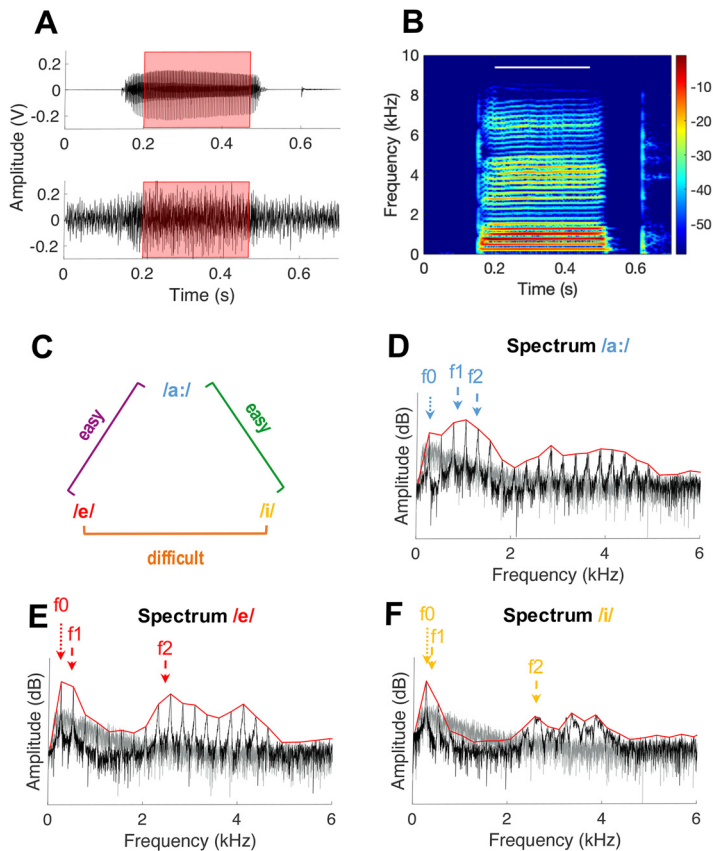 A
0.2
0
-0.2
0 0.2 0.4 0.6
0.2
0
-0.2
0 0.2 0.4 0.6
Amplitude (V)
Time (s)
B
10
8
6
4
2
0
Frequency (kHz)
0 0.2 0.4 0.6
Time (s)
-10
-20
-30
-40
-50
C
/a:/
easy
easy
/e/
/i/
difficult
D
Spectrum /a:/
f0
f1
f2
Amplitude (dB)
0 2 4 6
Frequency (kHz)
E
Spectrum /e/
f0
f1
f2
Amplitude (dB)
0 2 4 6
Frequency (kHz)
F
Spectrum /i/
f0
f1
f2
Amplitude (dB)
0 2 4 6
Frequency (kHz)